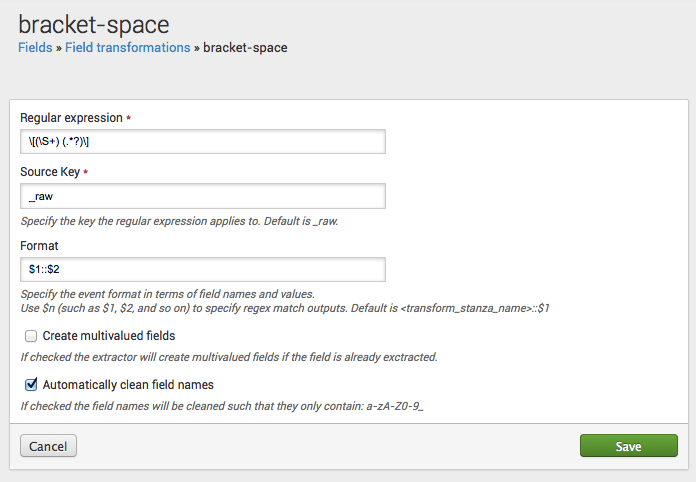 bracket-space
Fields » Field transformations » bracket-space
Regular expression *
\[(\S+) (.*?)\]
Source Key *
_raw
Specify the key the regular expression applies to. Default is _raw.
Format
$1::$2
Specify the event format in terms of field names and values.
Use $n (such as $1, $2, and so on) to specify regex match outputs. Default is <transform_stanza_name>::$1
Create multivalued fields
If checked the extractor will create multivalued fields if the field is already exctracted.
Automatically clean field names
If checked the field names will be cleaned such that they only contain: a-zA-Z0-9_
Cancel
Save